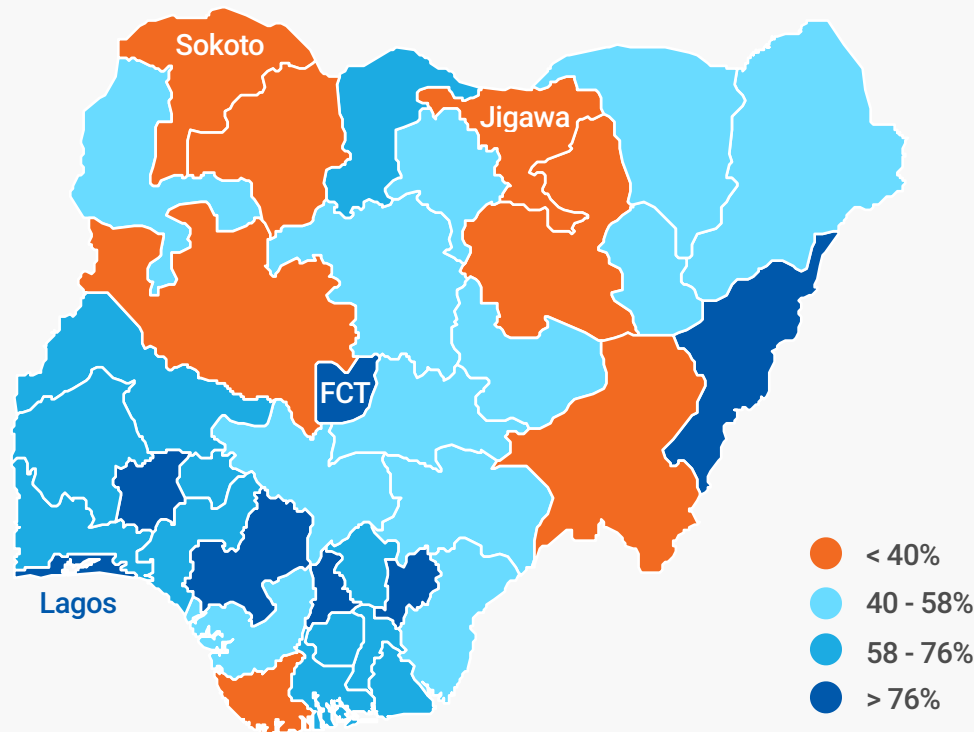 Sokoto
Jigawa
FCT
Lagos
< 40%
40 - 58%
58 - 76%
> 76%